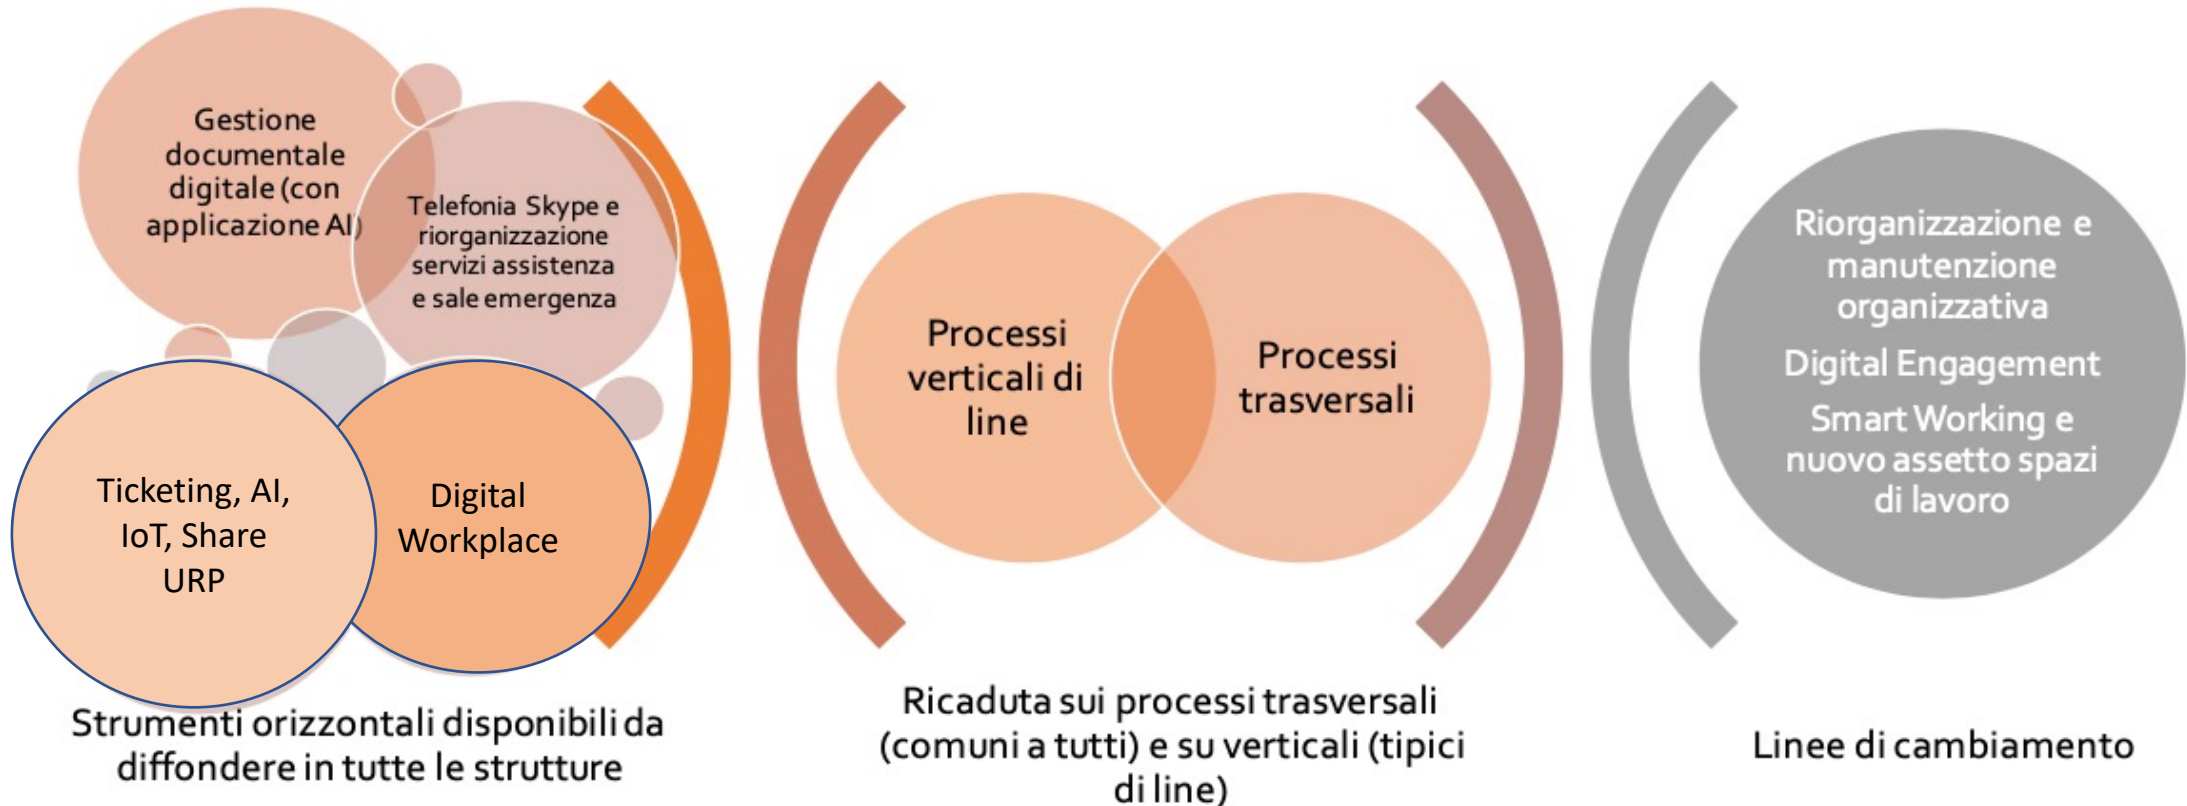 Gestione
documentale
digitale (con
applicazione AI)
Telefonia Skype e
riorganizzazione
servizi assistenza
e sale emergenza
Ticketing, AI,
IoT, Share
URP
Digital
Workplace
Strumenti orizzontali disponibili da
diffondere in tutte le strutture
Processi
verticali di
line
Processi
trasversali
Ricaduta sui processi trasversali
(comuni a tutti) e su verticali (tipici
di line)
Riorganizzazione e
manutenzione
organizzativa
Digital Engagement
Smart Working e
nuovo assetto spazi
di lavoro
Linee di cambiamento